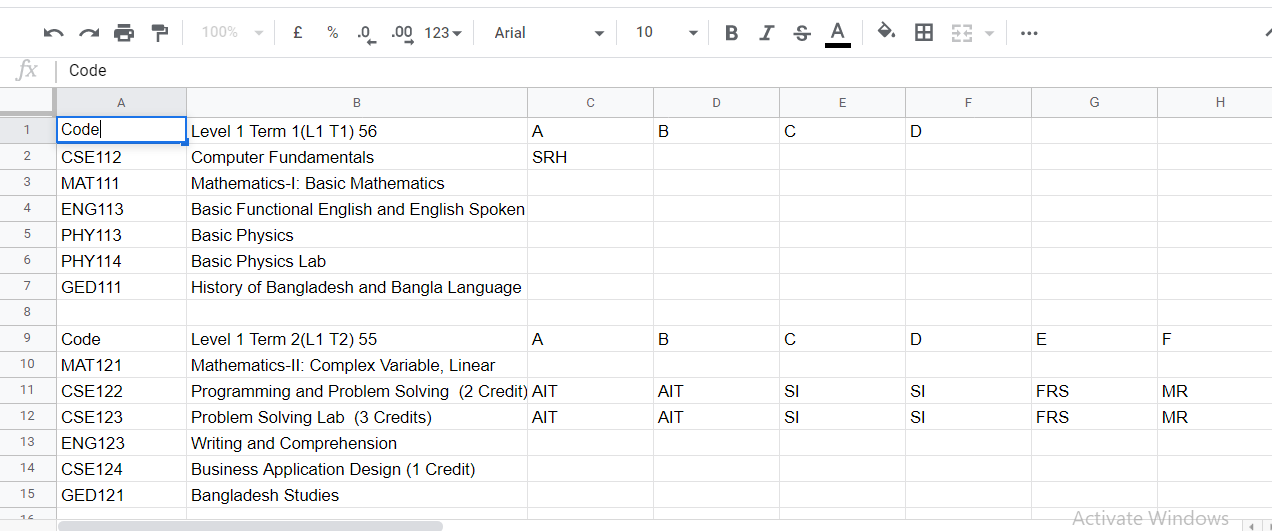 100% £ % .0 .00 123 Arial 10 B I S A
fx Code
A B C D E F G H
1 Code Level 1 Term 1(L1 T1) 56 A B C D
2 CSE112 Computer Fundamentals SRH
3 MAT111 Mathematics-I: Basic Mathematics
4 ENG113 Basic Functional English and English Spoken
5 PHY113 Basic Physics
6 PHY114 Basic Physics Lab
7 GED111 History of Bangladesh and Bangla Language
8
9 Code Level 1 Term 2(L1 T2) 55 A B C D E F
10 MAT121 Mathematics-II: Complex Variable, Linear
11 CSE122 Programming and Problem Solving (2 Credit) AIT AIT SI SI FRS MR
12 CSE123 Problem Solving Lab (3 Credits) AIT AIT SI SI FRS MR
13 ENG123 Writing and Comprehension
14 CSE124 Business Application Design (1 Credit)
15 GED121 Bangladesh Studies
16
Activate Windows